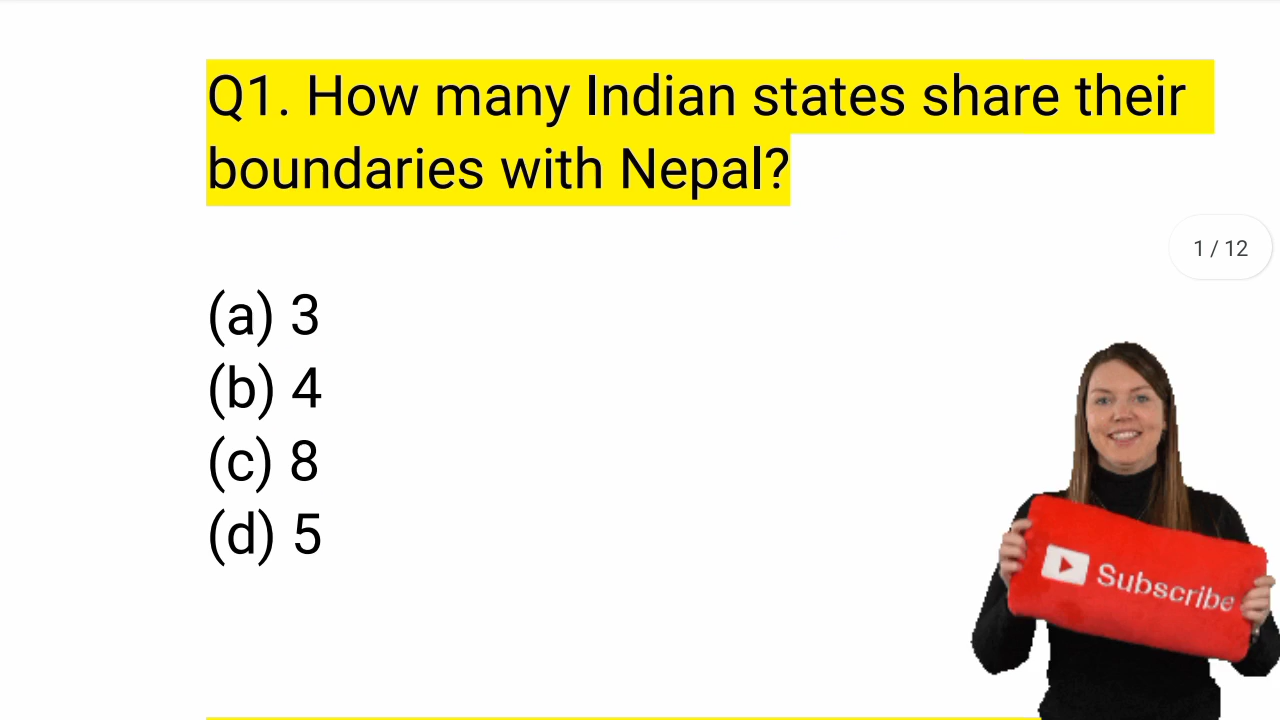 Q1. How many Indian states share their
boundaries with Nepal?
1 / 12
(a) 3
(b) 4
(c) 8
(d) 5
Subscribe